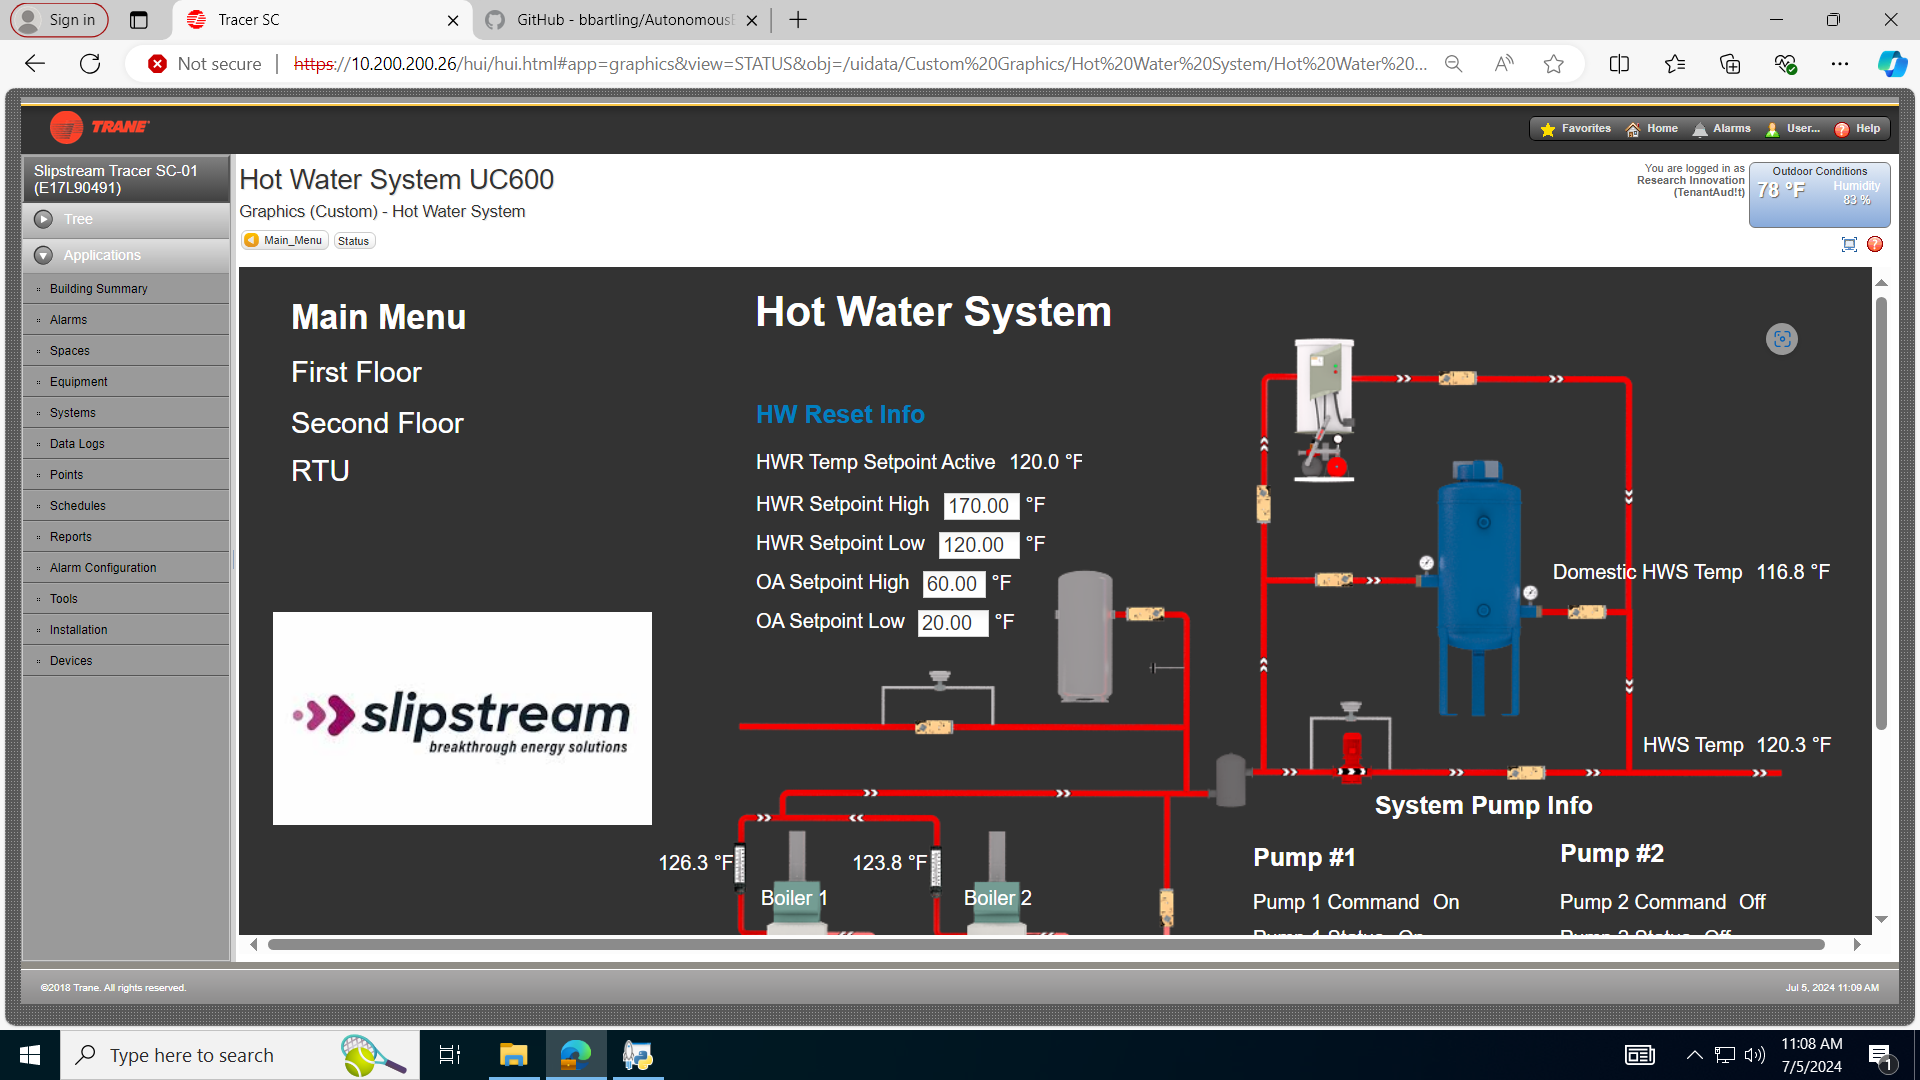 Sign in
Tracer SC
GitHub - bbartling/Autonomous
Not secure
https://10.200.200.26/hui/hui.html#app=graphics&view=STATUS&obj=/uidata/Custom%20Graphics/Hot%20Water%20System/Hot%20Water%20...
TRANE
Favorites
Home
Alarms
User...
Help
Slipstream Tracer SC-01
(E17L90491)
Tree
Applications
Building Summary
Alarms
Spaces
Equipment
Systems
Data Logs
Points
Schedules
Reports
Alarm Configuration
Tools
Installation
Devices
Hot Water System UC600
Graphics (Custom) - Hot Water System
Main_Menu
Status
You are logged in as
Research Innovation
(TenantAud!t)
Outdoor Conditions
78 °F
Humidity
83 %
Main Menu
First Floor
Second Floor
RTU
slipstream
breakthrough energy solutions
Hot Water System
HW Reset Info
HWR Temp Setpoint Active 120.0 °F
HWR Setpoint High 170.00 °F
HWR Setpoint Low 120.00 °F
OA Setpoint High 60.00 °F
OA Setpoint Low 20.00 °F
Domestic HWS Temp 116.8 °F
HWS Temp 120.3 °F
126.3 °F
123.8 °F
Boiler 1
Boiler 2
System Pump Info
Pump #1
Pump #2
Pump 1 Command On
Pump 2 Command Off
Pump 1 Status On
Pump 2 Status Off
©2018 Trane. All rights reserved.
Jul 5, 2024 11:09 AM
Type here to search
11:08 AM
7/5/2024
1